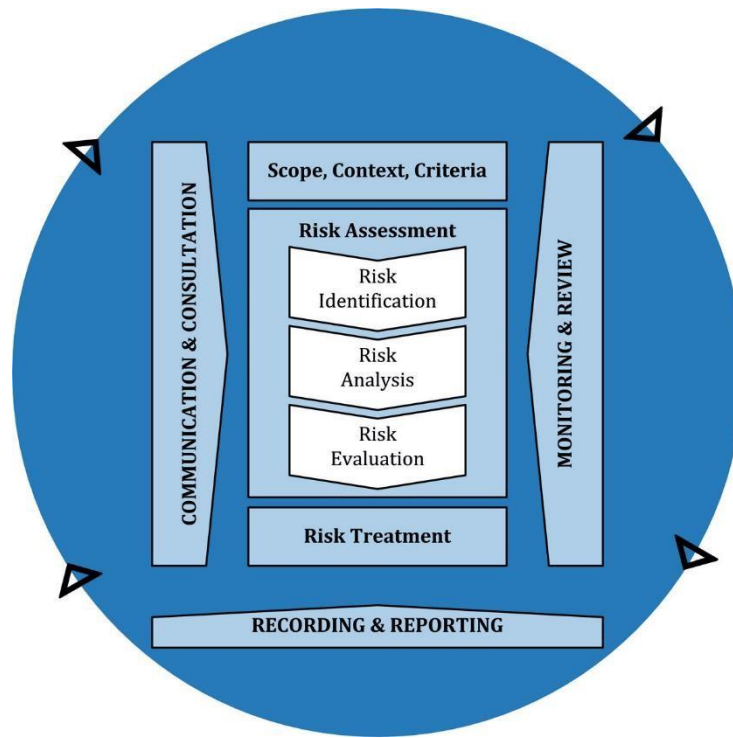 Scope, Context, Criteria
COMMUNICATION & CONSULTATION
Risk Assessment
Risk
Identification
Risk
Analysis
Risk
Evaluation
MONITORING & REVIEW
Risk Treatment
RECORDING & REPORTING